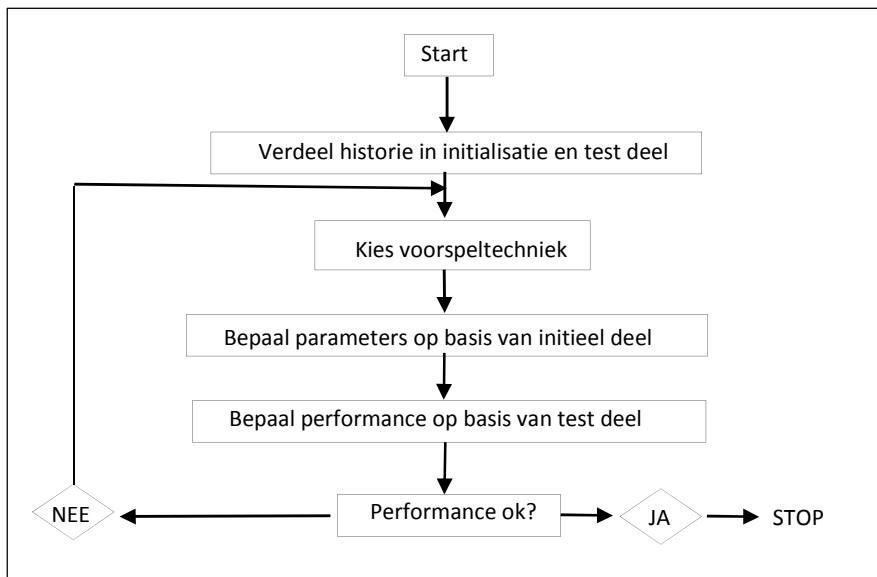 Start
Verdeel historie in initialisatie en test deel
Kies voorspeltechniek
Bepaal parameters op basis van initieel deel
Bepaal performance op basis van test deel
NEE
Performance ok?
JA
STOP